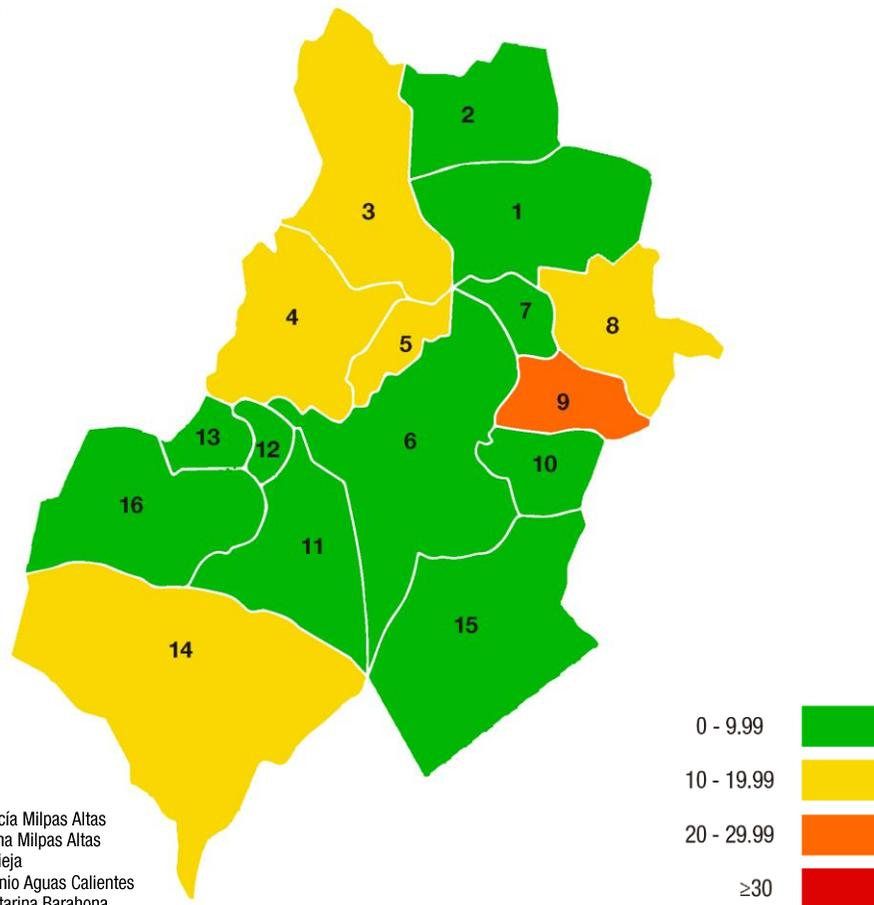 2
3
1
7
4
8
5
9
13
6
12
10
16
11
15
14
0 - 9.99
10 - 19.99
20 - 29.99
≥30
cía Milpas Altas
na Milpas Altas
ieja
nio Aguas Calientes
tarina Barahona